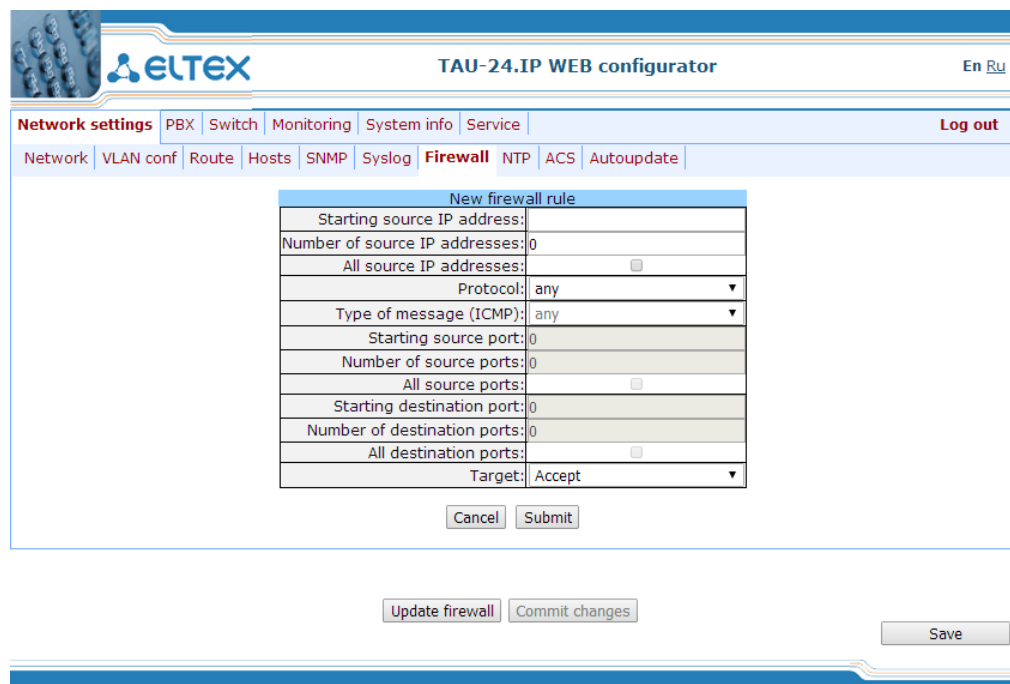 ELTEX
TAU-24.IP WEB configurator
En Ru
Network settings PBX Switch Monitoring System info Service
Log out
Network VLAN conf Route Hosts SNMP Syslog Firewall NTP ACS Autoupdate
New firewall rule
Starting source IP address:
Number of source IP addresses: 0
All source IP addresses:
Protocol: any
Type of message (ICMP): any
Starting source port: 0
Number of source ports: 0
All source ports:
Starting destination port: 0
Number of destination ports: 0
All destination ports:
Target: Accept
Cancel Submit
Update firewall Commit changes
Save